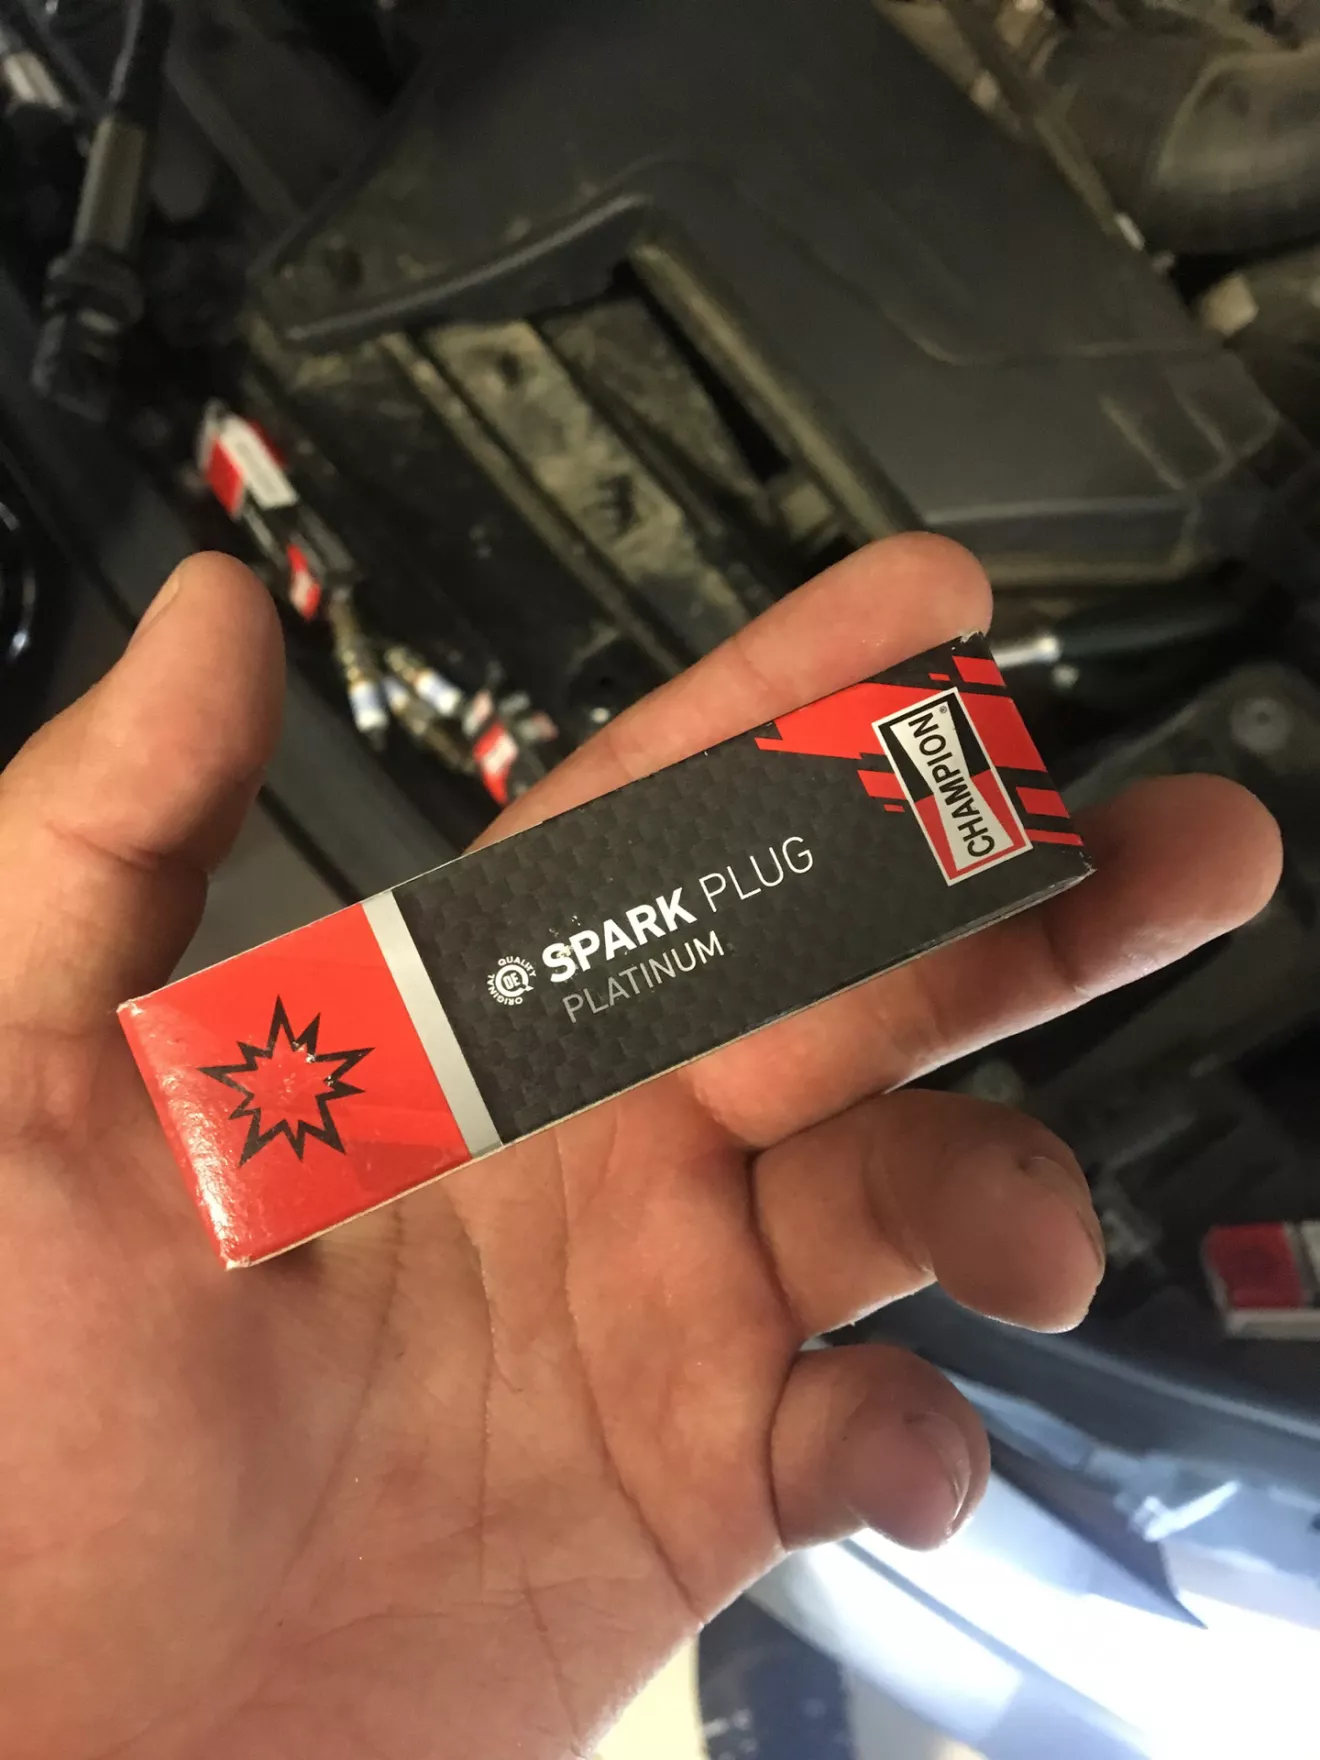 CHAMPION®
SPARK PLUG
PLATINUM
ORIGINAL QUALITY
OE